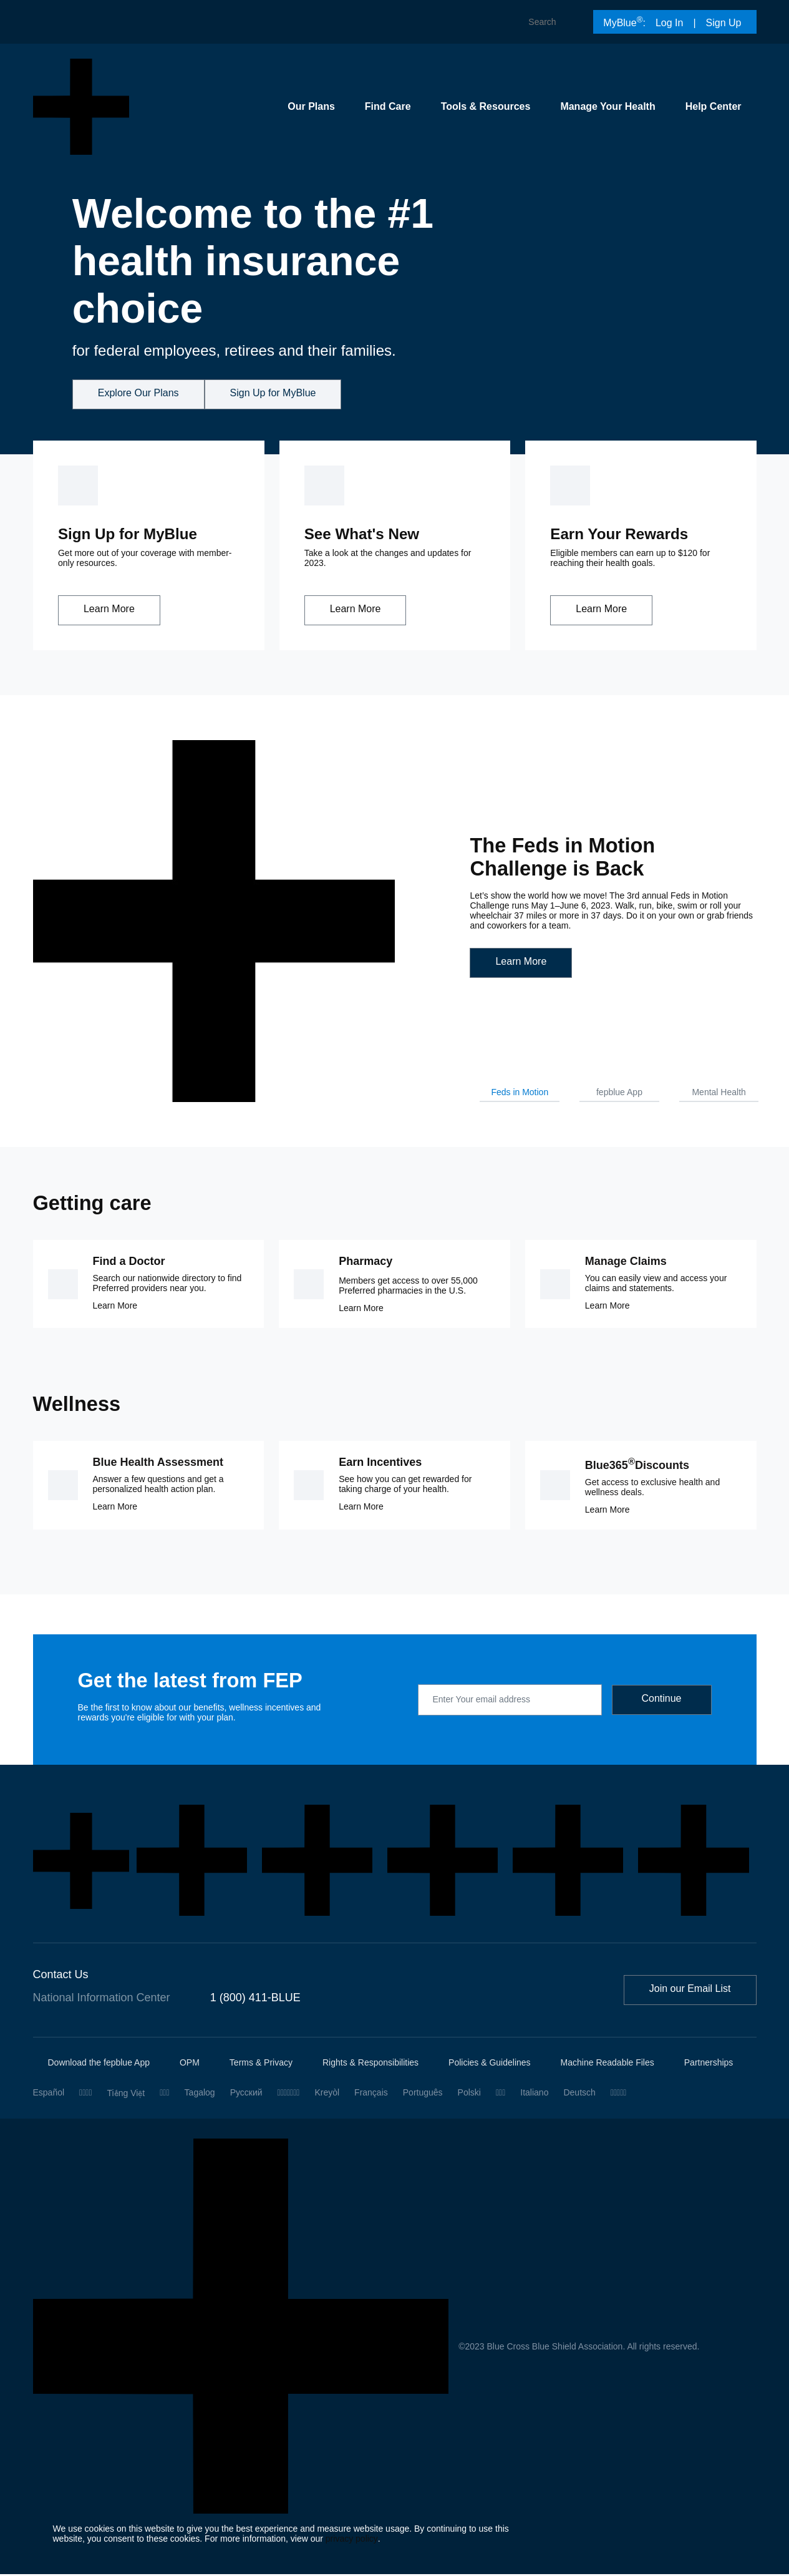 Search
MyBlue®: Log In | Sign Up
Our Plans Find Care Tools & Resources Manage Your Health Help Center
Welcome to the #1
health insurance
choice
for federal employees, retirees and their families.
Explore Our Plans Sign Up for MyBlue
Sign Up for MyBlue
Get more out of your coverage with member-
only resources.
Learn More
See What's New
Take a look at the changes and updates for
2023.
Learn More
Earn Your Rewards
Eligible members can earn up to $120 for
reaching their health goals.
Learn More
The Feds in Motion
Challenge is Back
Let's show the world how we move! The 3rd annual Feds in Motion
Challenge runs May 1–June 6, 2023. Walk, run, bike, swim or roll your
wheelchair 37 miles or more in 37 days. Do it on your own or grab friends
and coworkers for a team.
Learn More
Feds in Motion fepblue App Mental Health
Getting care
Find a Doctor
Search our nationwide directory to find
Preferred providers near you.
Learn More
Pharmacy
Members get access to over 55,000
Preferred pharmacies in the U.S.
Learn More
Manage Claims
You can easily view and access your
claims and statements.
Learn More
Wellness
Blue Health Assessment
Answer a few questions and get a
personalized health action plan.
Learn More
Earn Incentives
See how you can get rewarded for
taking charge of your health.
Learn More
Blue365®Discounts
Get access to exclusive health and
wellness deals.
Learn More
Get the latest from FEP
Be the first to know about our benefits, wellness incentives and
rewards you're eligible for with your plan.
Enter Your email address
Continue
Contact Us
National Information Center 1 (800) 411-BLUE
Join our Email List
Download the fepblue App OPM Terms & Privacy Rights & Responsibilities Policies & Guidelines Machine Readable Files Partnerships
Español Tiếng Việt Tagalog Русский Kreyòl Français Português Polski Italiano Deutsch
©2023 Blue Cross Blue Shield Association. All rights reserved.
We use cookies on this website to give you the best experience and measure website usage. By continuing to use this
website, you consent to these cookies. For more information, view our .